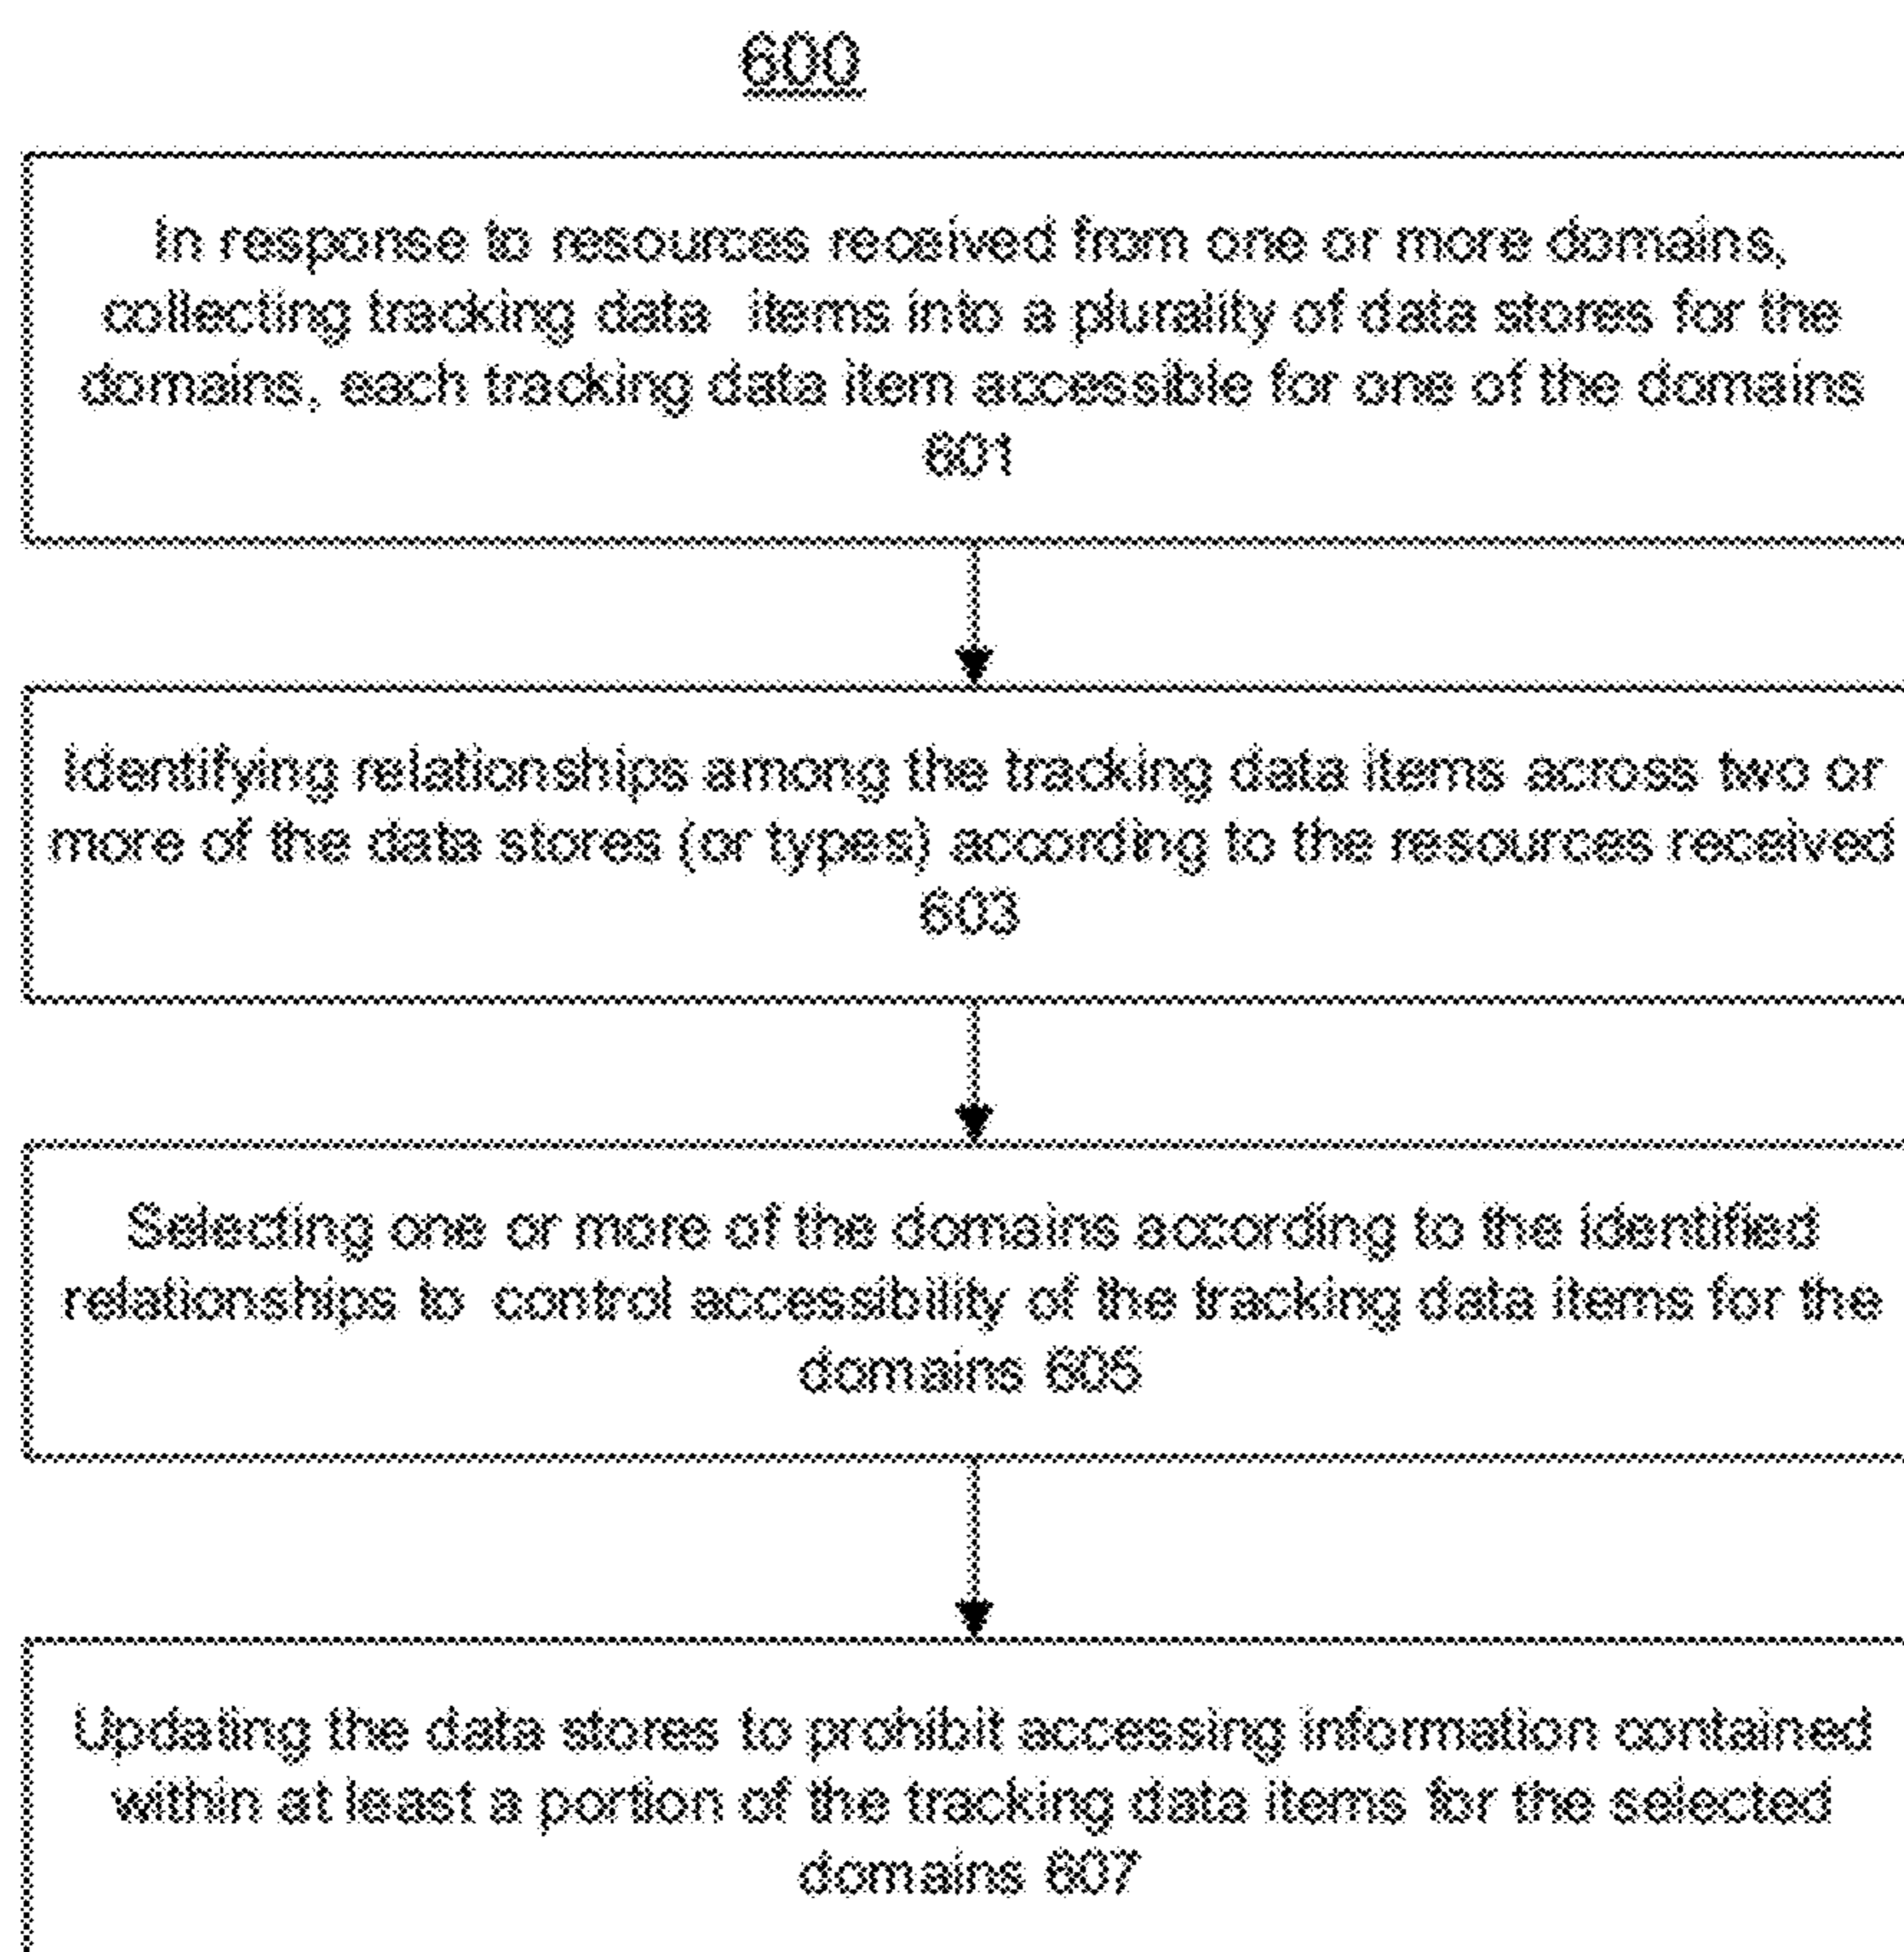 600
In response to resources received from one or more domains,
collecting tracking data items into a plurality of data stores for the
domains, each tracking data item accessible for one of the domains
601
Identifying relationships among the tracking data items across two or
more of the data stores (or types) according to the resources received
603
Selecting one or more of the domains according to the identified
relationships to control accessibility of the tracking data items for the
domains 605
Updating the data stores to prohibit accessing information contained
within at least a portion of the tracking data items for the selected
domains 607